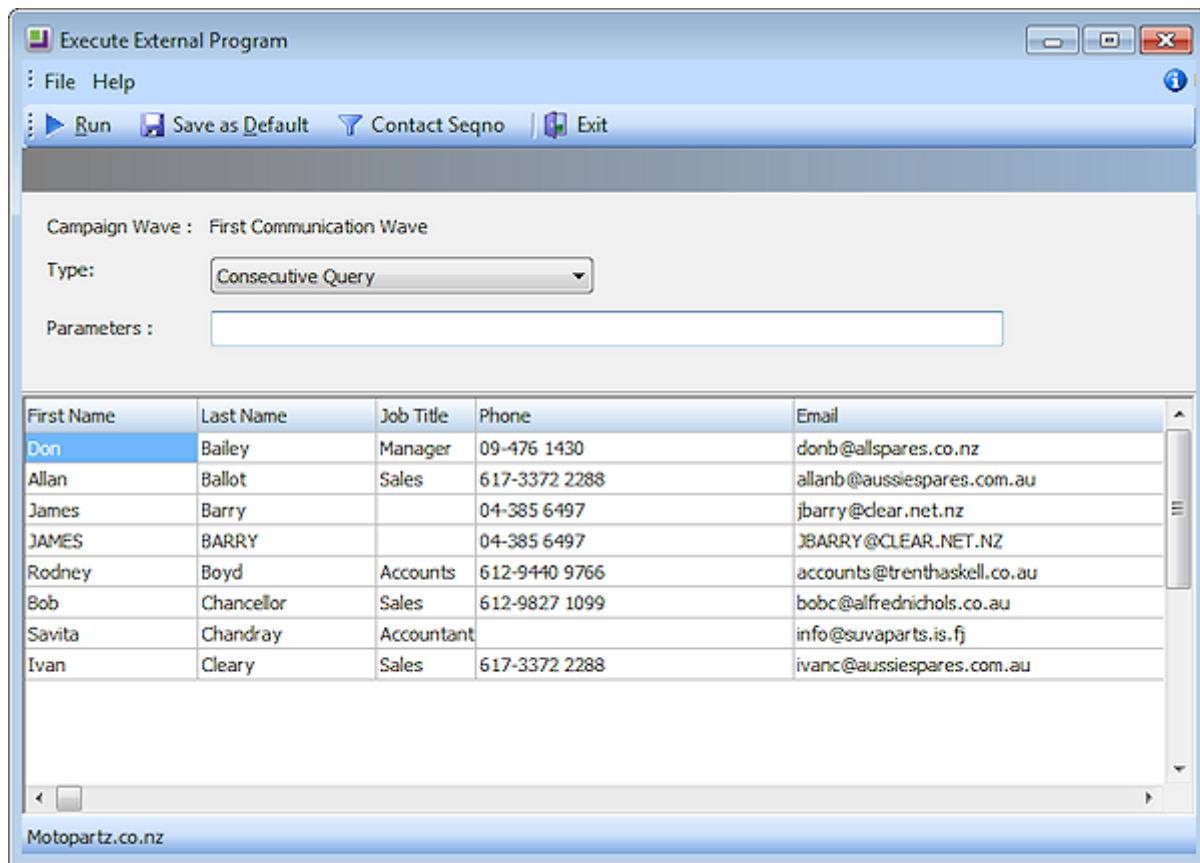 Execute External Program
File Help
Run Save as Default Contact Seqno Exit
Campaign Wave : First Communication Wave
Type: Consecutive Query
Parameters :
First Name Last Name Job Title Phone Email
Don Bailey Manager 09-476 1430 donb@allspares.co.nz
Allan Ballot Sales 617-3372 2288 allanb@aussiespares.com.au
James Barry 04-385 6497 jbarry@clear.net.nz
JAMES BARRY 04-385 6497 JBARRY@CLEAR.NET.NZ
Rodney Boyd Accounts 612-9440 9766 accounts@trenthaskell.co.au
Bob Chancellor Sales 612-9827 1099 bobc@alfrednichols.co.au
Savita Chandray Accountant info@suvaparts.is.fj
Ivan Cleary Sales 617-3372 2288 ivanc@aussiespares.com.au
Motopartz.co.nz